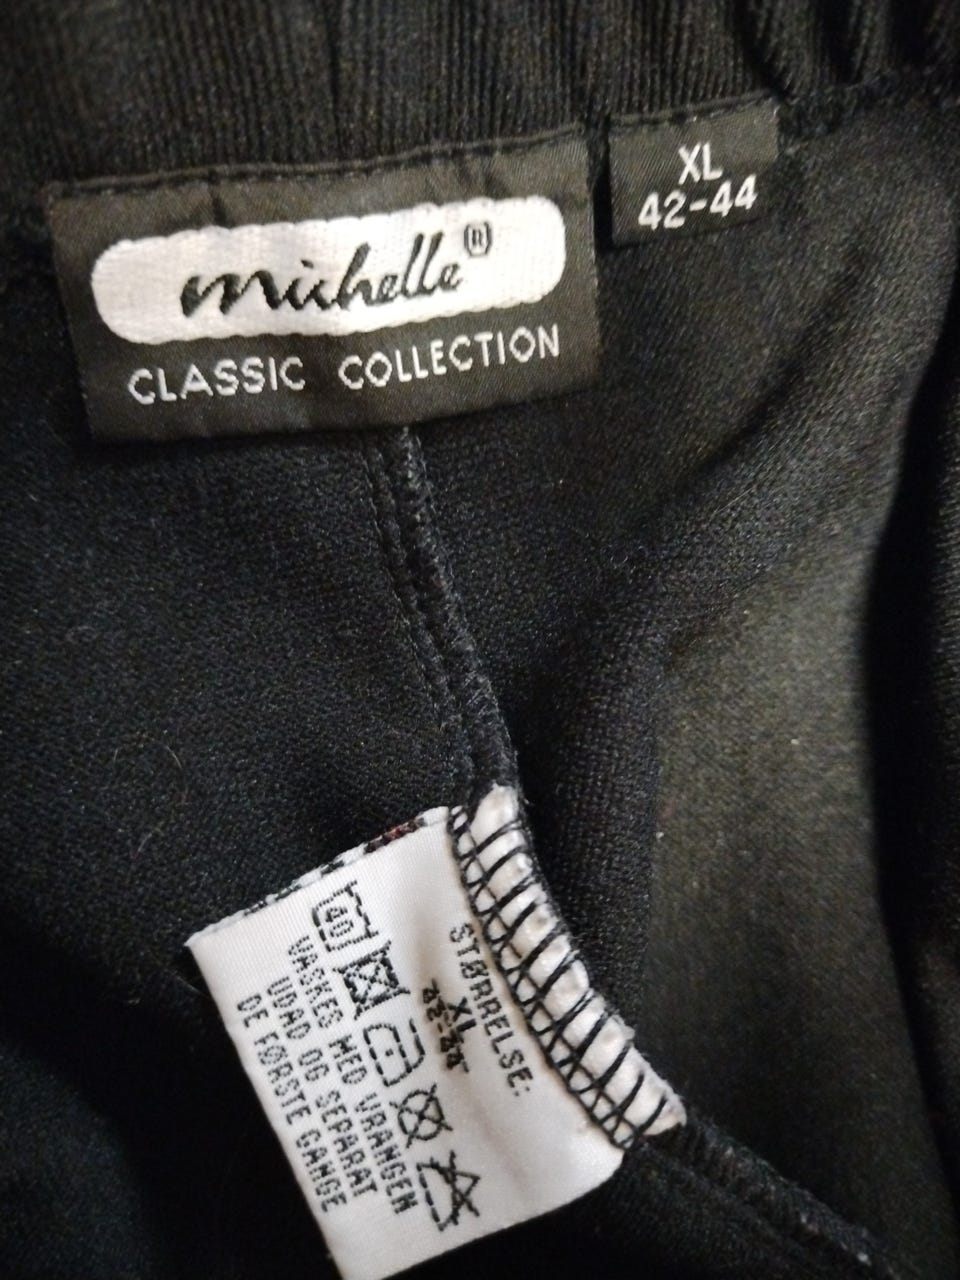 michelle®
CLASSIC COLLECTION
XL
42-44
STØRRELSE:
XL
42-44
40
VASKES MED VRANGEN
UDAD OG SEPARAT
DE FØRSTE GANGE